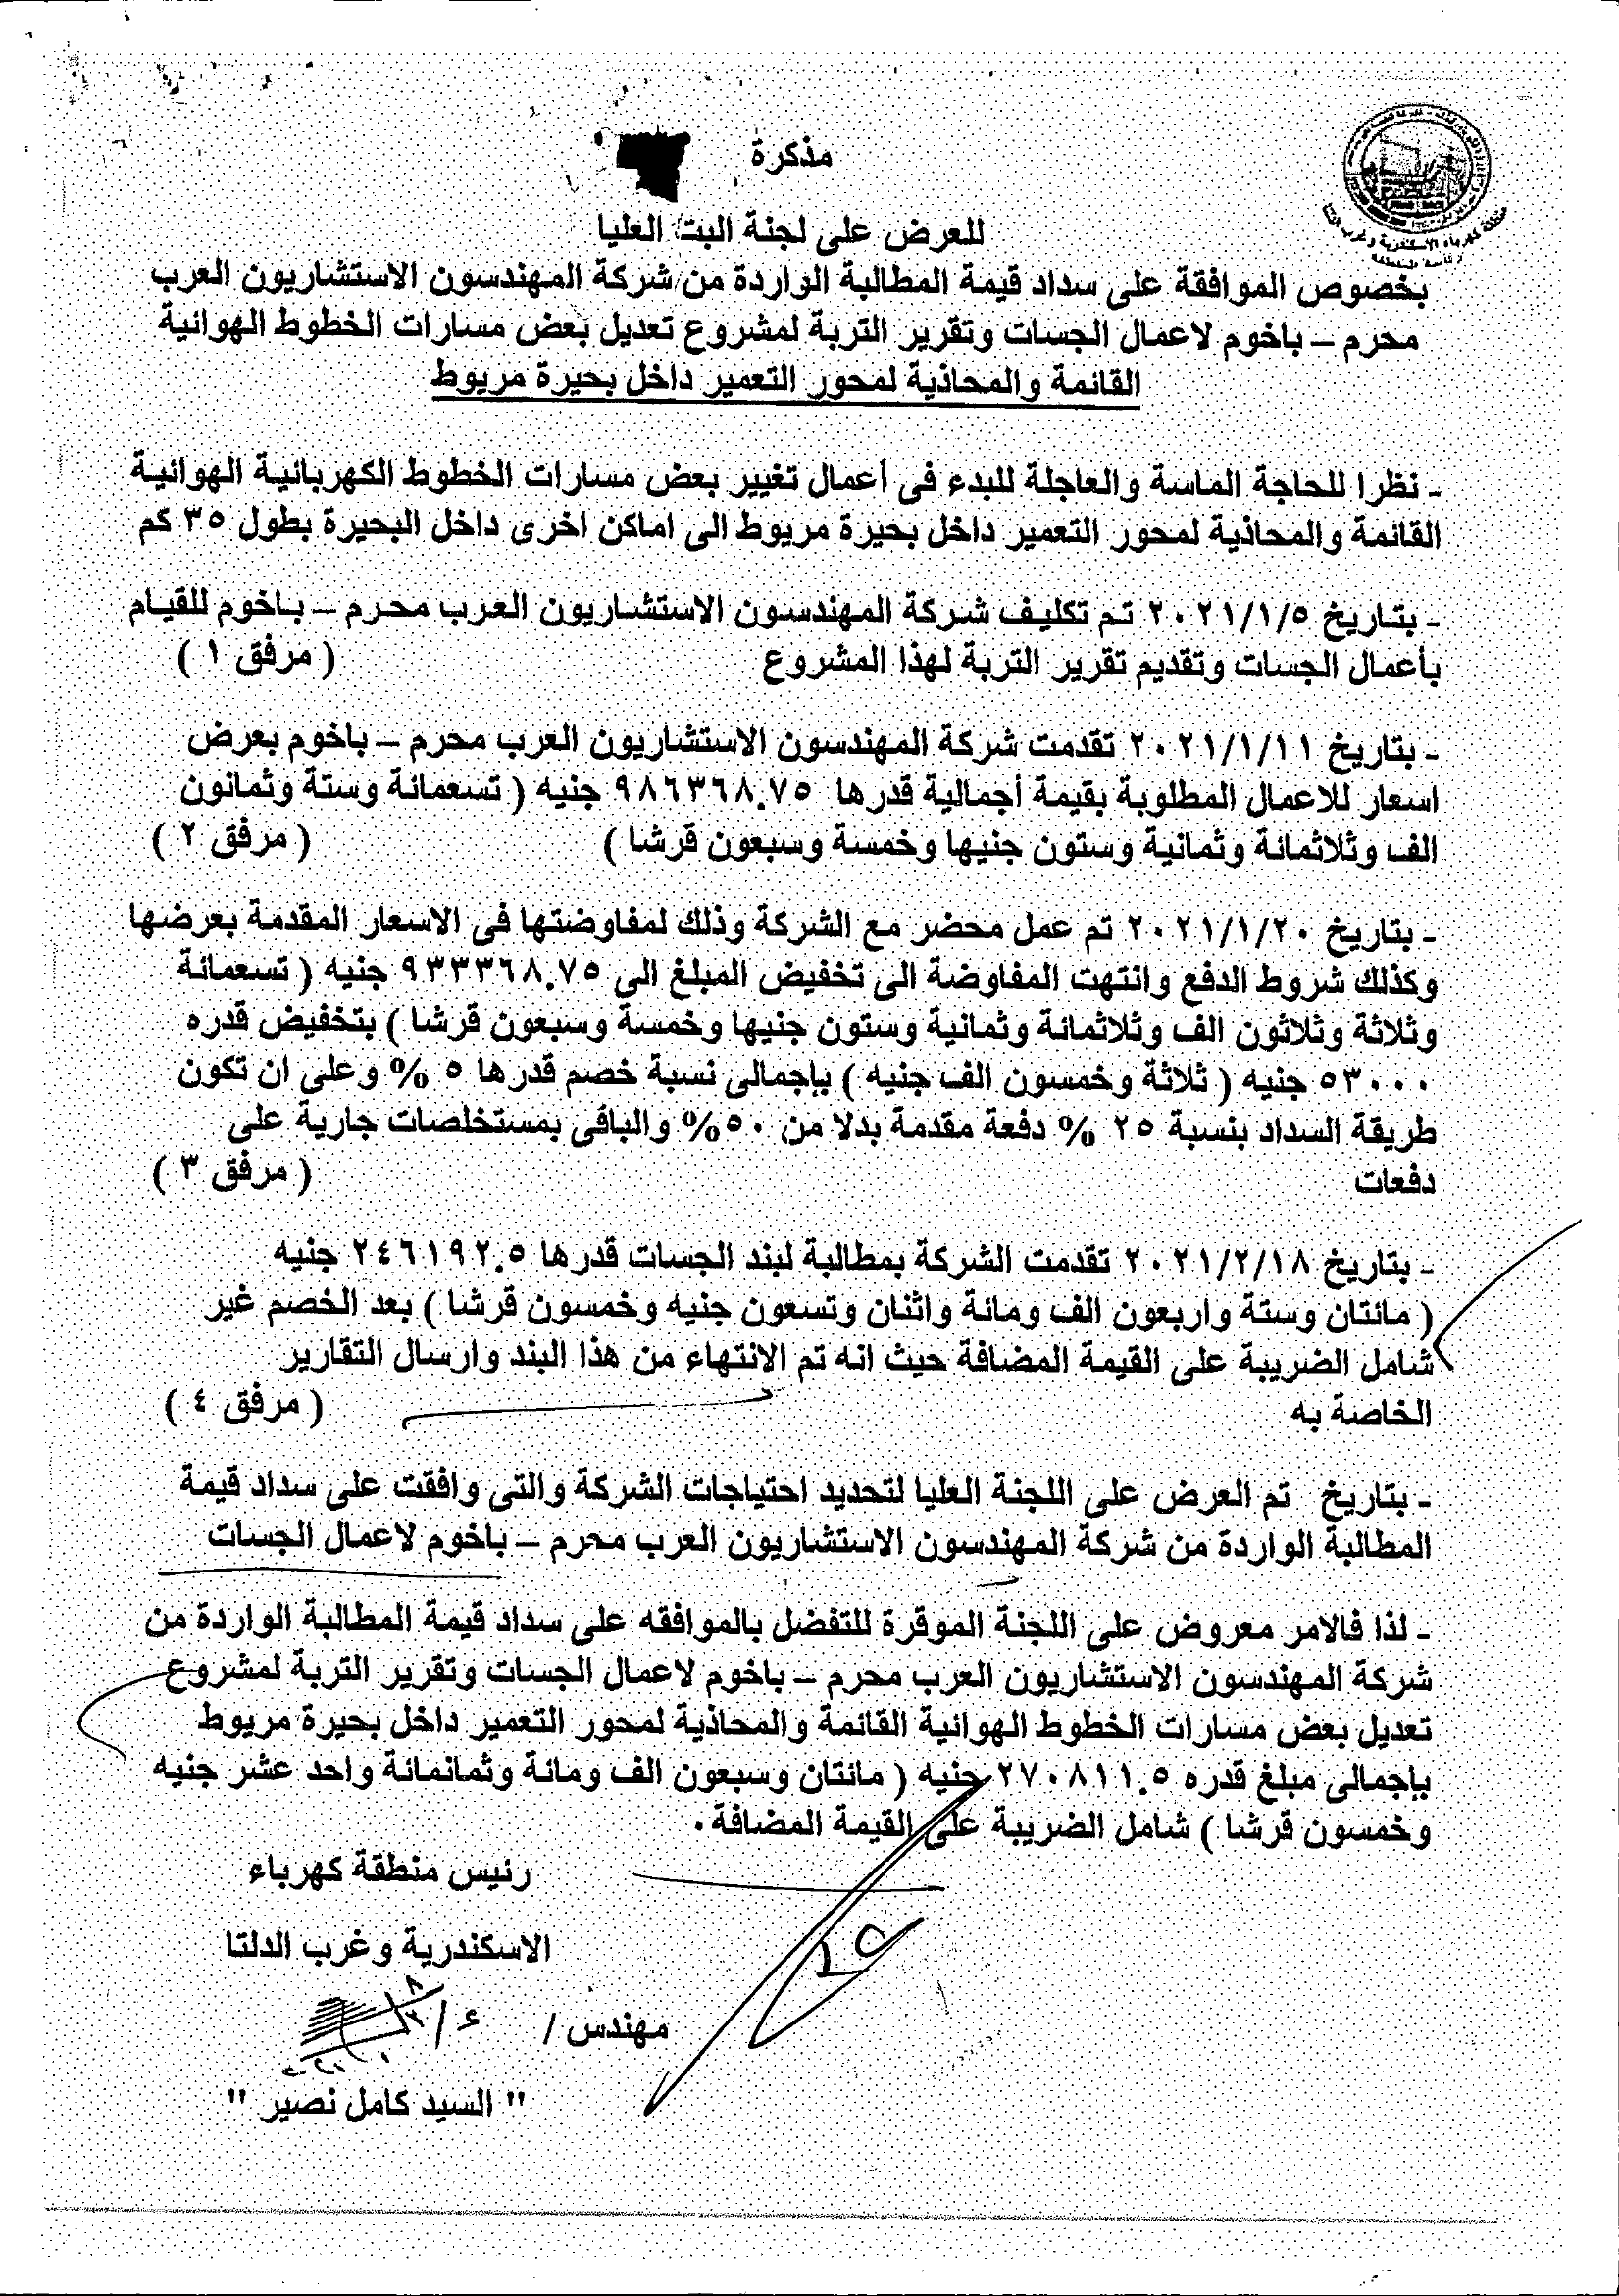 مذكرة
للعرض على لجنة البت العليا
بخصوص الموافقة على سداد قيمة المطالبة الواردة من شركة المهندسون الاستشاريون العرب
محرم – باخوم لاعمال الجسات وتقرير التربة لمشروع تعديل بعض مسارات الخطوط الهوائية
القائمة والمحاذية لمحور التعمير داخل بحيرة مريوط
- نظرا للحاجة الماسة والعاجلة للبدء فى أعمال تغيير بعض مسارات الخطوط الكهربائية الهوائية
القائمة والمحاذية لمحور التعمير داخل بحيرة مريوط الى اماكن اخرى داخل البحيرة بطول ٣٥ كم
- بتاريخ ٢٠٢١/١/٥ تم تكليف شركة المهندسون الاستشاريون العرب محرم – باخوم للقيام
بأعمال الجسات وتقديم تقرير التربة لهذا المشروع ( مرفق ١ )
- بتاريخ ٢٠٢١/١/١١ تقدمت شركة المهندسون الاستشاريون العرب محرم – باخوم بعرض
اسعار للاعمال المطلوبة بقيمة أجمالية قدرها ٩٨٦٣٦٨.٧٥ جنيه ( تسعمائة وستة وثمانون
الف وثلاثمائة وثمانية وستون جنيها وخمسة وسبعون قرشا ) ( مرفق ٢ )
- بتاريخ ٢٠٢١/١/٢٠ تم عمل محضر مع الشركة وذلك لمفاوضتها فى الاسعار المقدمة بعرضها
وكذلك شروط الدفع وانتهت المفاوضة الى تخفيض المبلغ الى ٩٣٣٣٦٨.٧٥ جنيه ( تسعمائة
وثلاثة وثلاثون الف وثلاثمائة وثمانية وستون جنيها وخمسة وسبعون قرشا ) بتخفيض قدره
٥٣٠٠٠ جنيه ( ثلاثة وخمسون الف جنيه ) بإجمالى نسبة خصم قدرها ٥ % وعلى ان تكون
طريقة السداد بنسبة ٢٥ % دفعة مقدمة بدلا من ٥٠% والباقى بمستخلصات جارية على
دفعات ( مرفق ٣ )
- بتاريخ ٢٠٢١/٢/١٨ تقدمت الشركة بمطالبة لبند الجسات قدرها ٢٤٦١٩٢.٥ جنيه
( مائتان وستة واربعون الف ومائة واثنان وتسعون جنيه وخمسون قرشا ) بعد الخصم غير
شامل الضريبة على القيمة المضافة حيث انه تم الانتهاء من هذا البند وارسال التقارير
الخاصة به ( مرفق ٤ )
- بتاريخ تم العرض على اللجنة العليا لتحديد احتياجات الشركة والتى وافقت على سداد قيمة
المطالبة الواردة من شركة المهندسون الاستشاريون العرب محرم – باخوم لاعمال الجسات
- لذا فالامر معروض على اللجنة الموقرة للتفضل بالموافقه على سداد قيمة المطالبة الواردة من
شركة المهندسون الاستشاريون العرب محرم – باخوم لاعمال الجسات وتقرير التربة لمشروع
تعديل بعض مسارات الخطوط الهوائية القائمة والمحاذية لمحور التعمير داخل بحيرة مريوط
بإجمالى مبلغ قدره ٢٧٠٨١١.٥ جنيه ( مائتان وسبعون الف ومائة وثمانمائة واحد عشر جنيه
وخمسون قرشا ) شامل الضريبة على القيمة المضافة .
رئيس منطقة كهرباء
الاسكندرية وغرب الدلتا
مهندس /
" السيد كامل نصير "